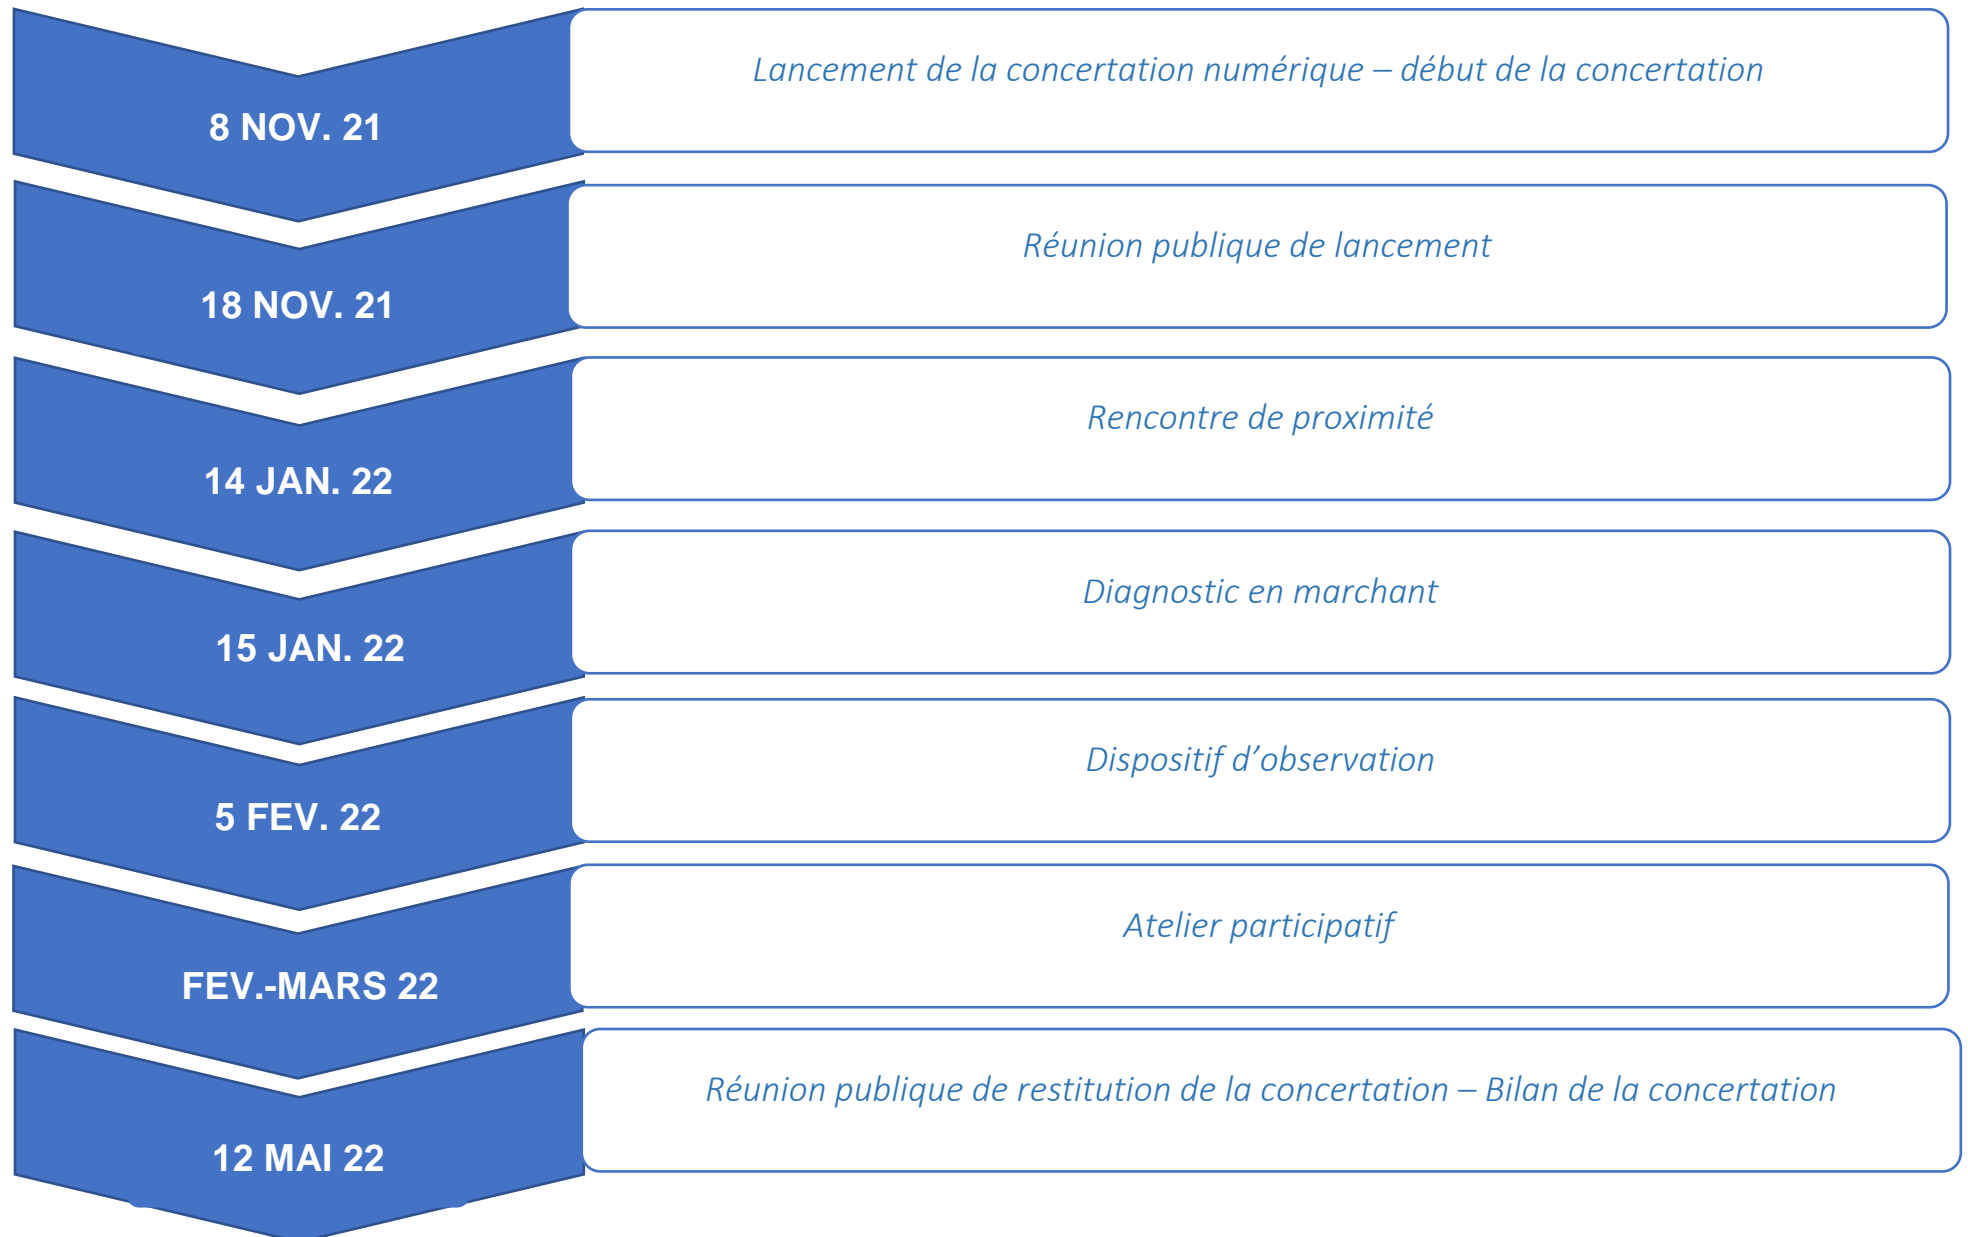 8 NOV. 21
Lancement de la concertation numérique – début de la concertation
18 NOV. 21
Réunion publique de lancement
14 JAN. 22
Rencontre de proximité
15 JAN. 22
Diagnostic en marchant
5 FEV. 22
Dispositif d’observation
FEV.-MARS 22
Atelier participatif
12 MAI 22
Réunion publique de restitution de la concertation – Bilan de la concertation